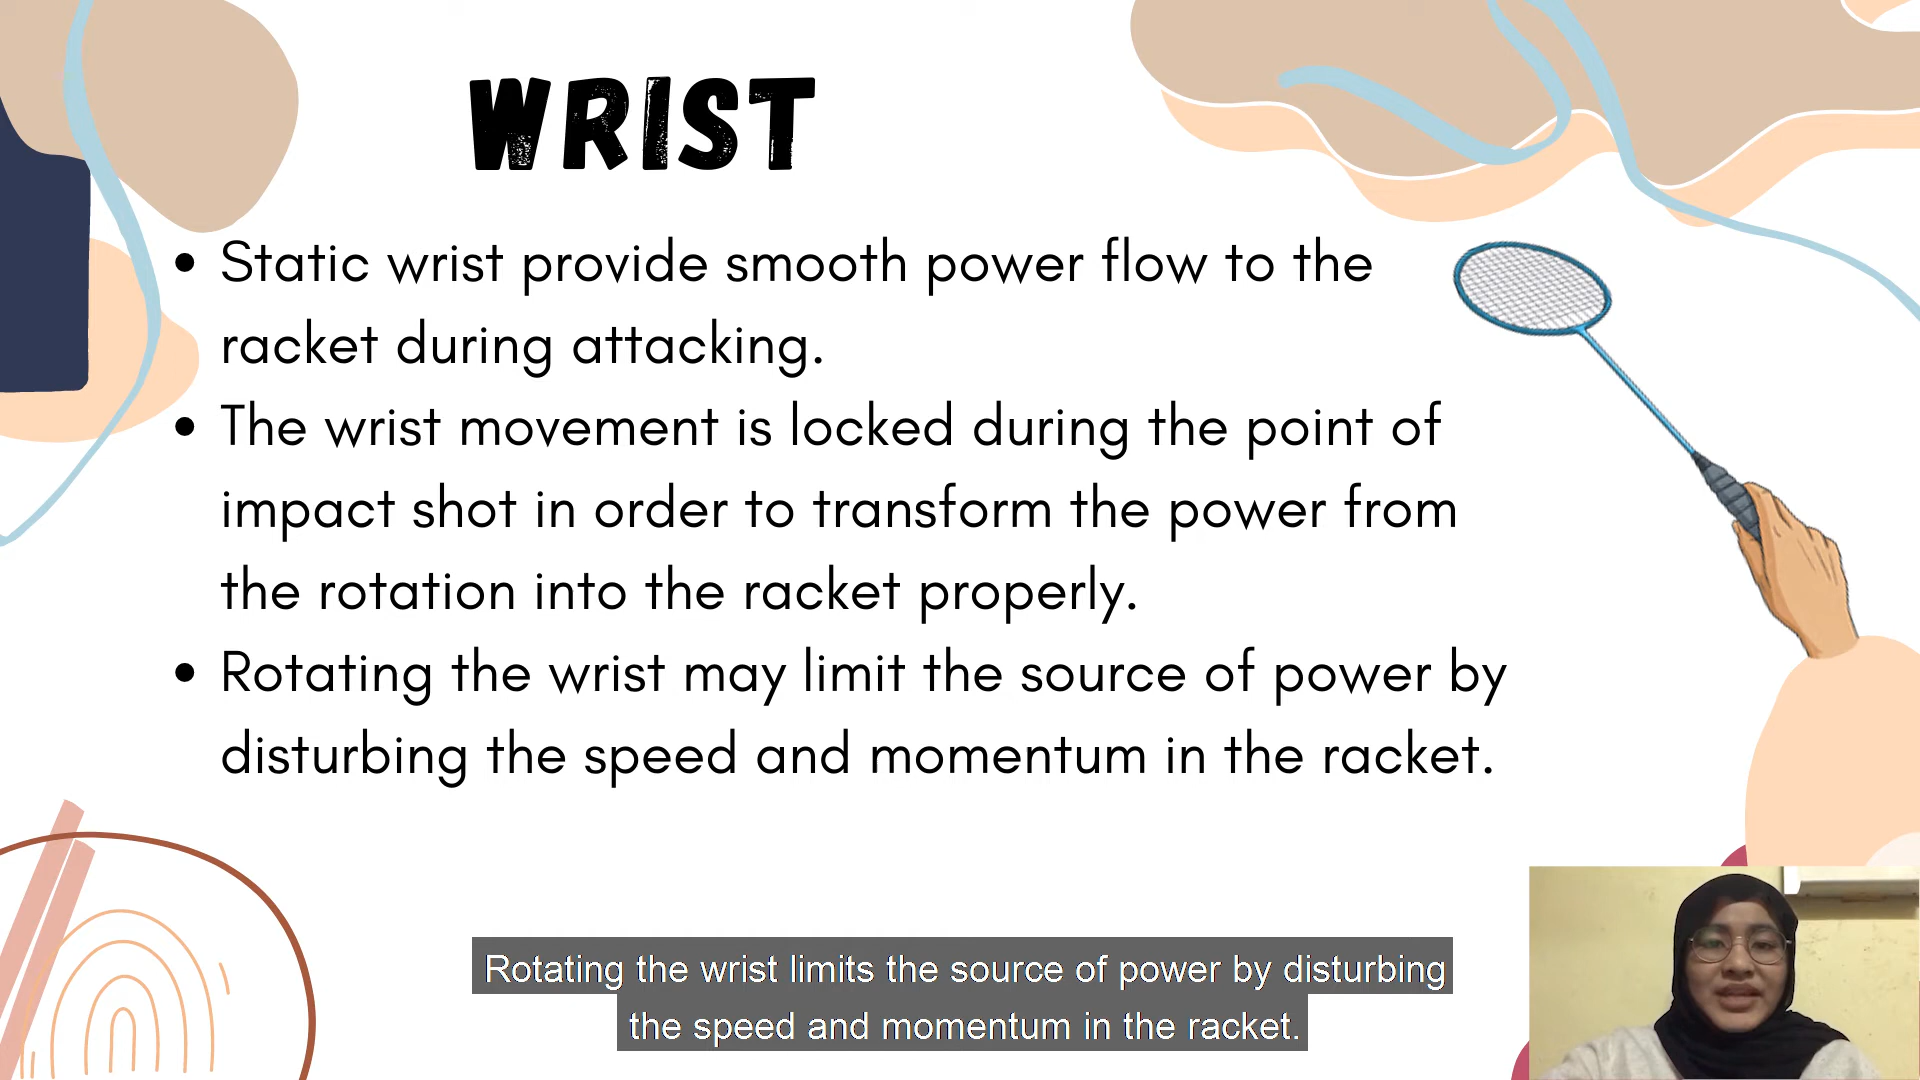 WRIST
• Static wrist provide smooth power flow to the
racket during attacking.
• The wrist movement is locked during the point of
impact shot in order to transform the power from
the rotation into the racket properly.
• Rotating the wrist may limit the source of power by
disturbing the speed and momentum in the racket.
Rotating the wrist limits the source of power by disturbing
the speed and momentum in the racket.